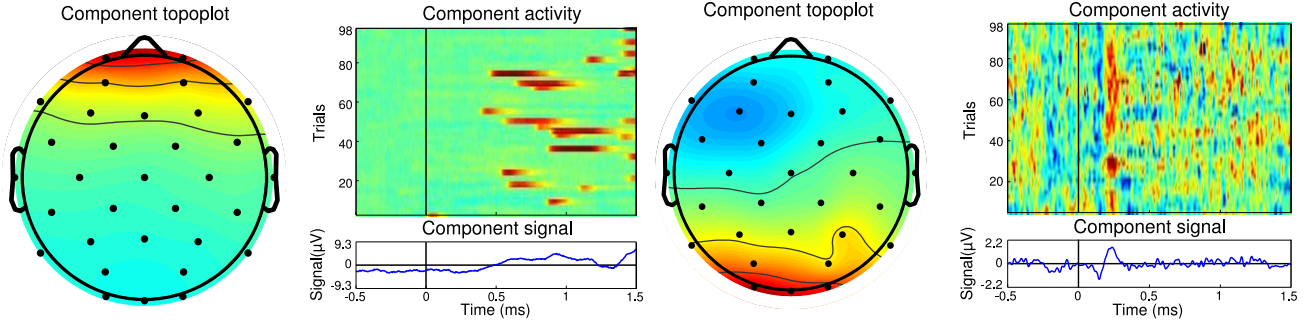 Component topoplot
Component activity
98
80
60
40
20
Trials
Component signal
9.3
0
-9.3
Signal(µV)
-0.5 0 0.5 1 1.5
Time (ms)
Component topoplot
Component activity
98
80
60
40
20
Trials
Component signal
2.2
0
-2.2
Signal(µV)
-0.5 0 0.5 1 1.5
Time (ms)